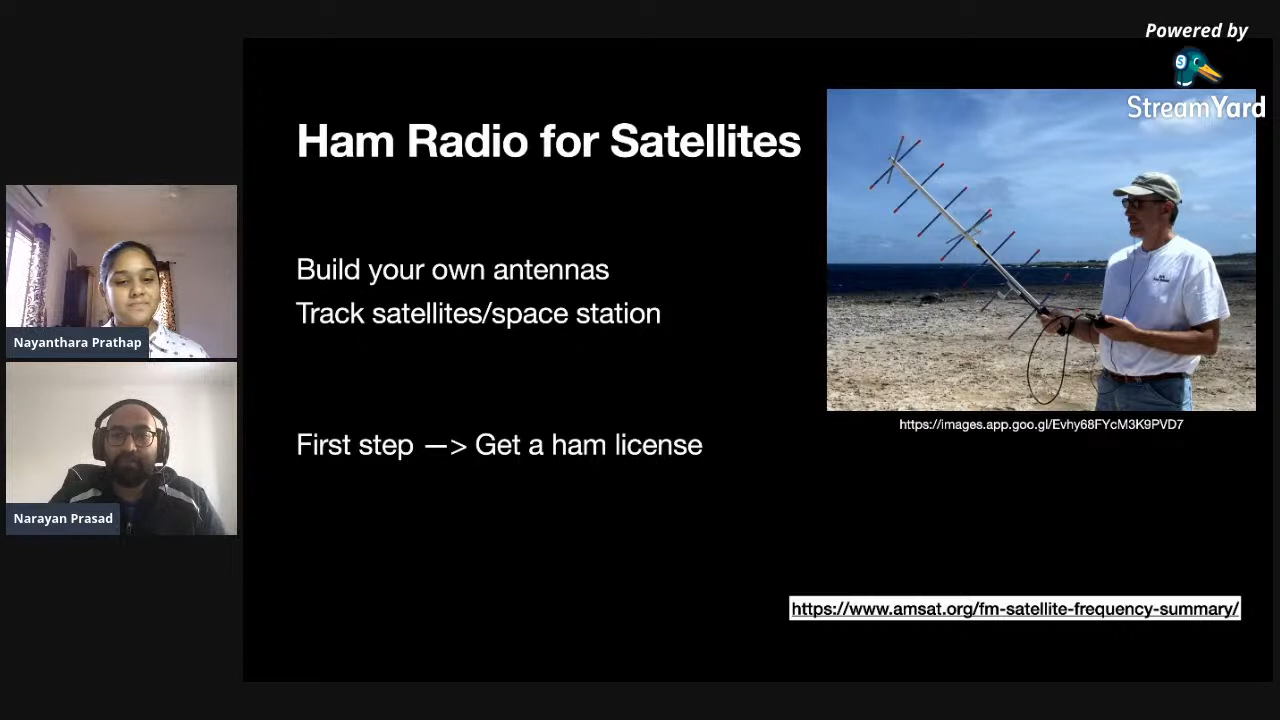 Powered by
StreamYard
Ham Radio for Satellites
Build your own antennas
Track satellites/space station
First step —> Get a ham license
https://images.app.goo.gl/Evhy68FYcM3K9PVD7
https://www.amsat.org/fm-satellite-frequency-summary/
Nayanthara Prathap
Narayan Prasad